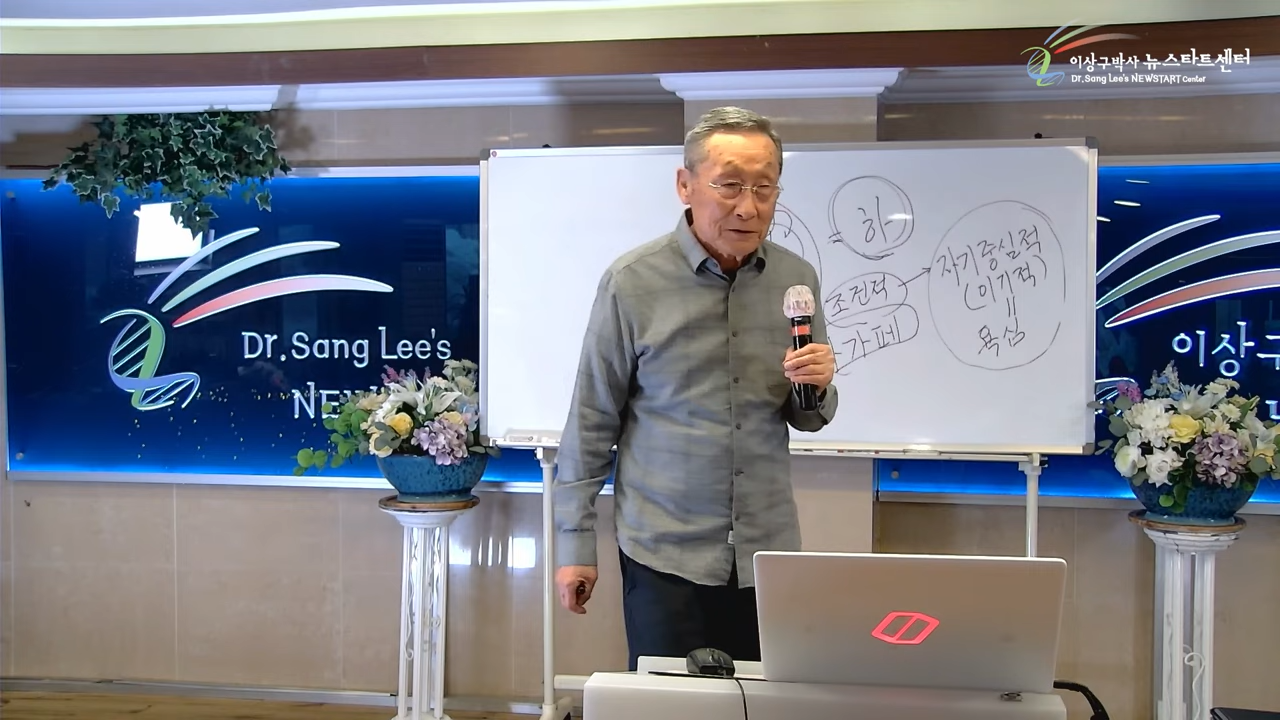 이상구박사 뉴스타트센터
Dr. Sang Lee's NEWSTART Center
하
조건적
자기중심적
(이기적)
욕심
Dr. Sang Lee's
이상